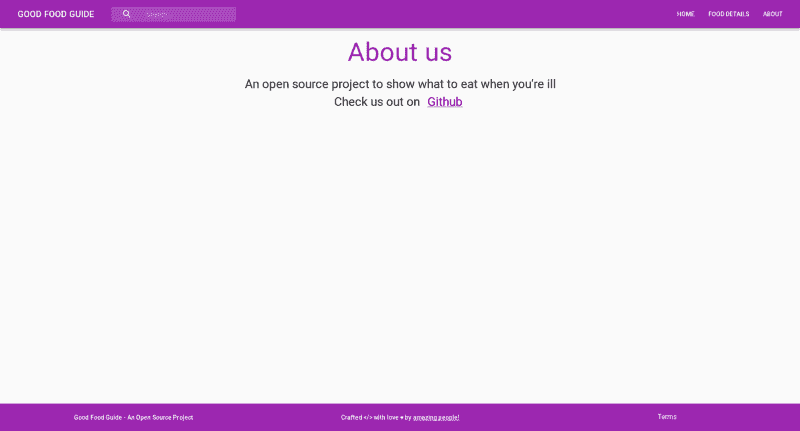 GOOD FOOD GUIDE
Search
HOME
FOOD DETAILS
ABOUT
About us
An open source project to show what to eat when you're ill
Check us out on Github
Good Food Guide - An Open Source Project
Crafted </> with love ♥ by amazing people!
Terms